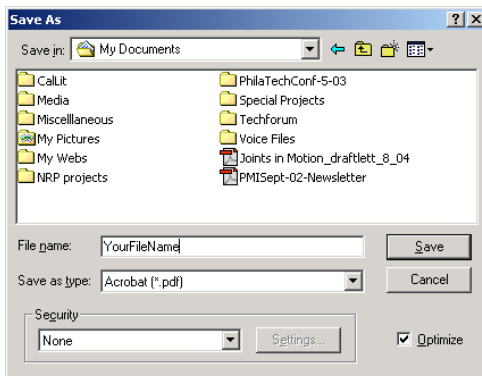 Save As
Save in: My Documents
CalLit PhilaTechConf-5-03
Media Special Projects
Miscelllaneous Techforum
My Pictures Voice Files
My Webs Joints in Motion_draftlett_8_04
NRP projects PMISept-02-Newsletter
File name: YourFileName Save
Save as type: Acrobat (*.pdf) Cancel
Security
None Settings... Optimize